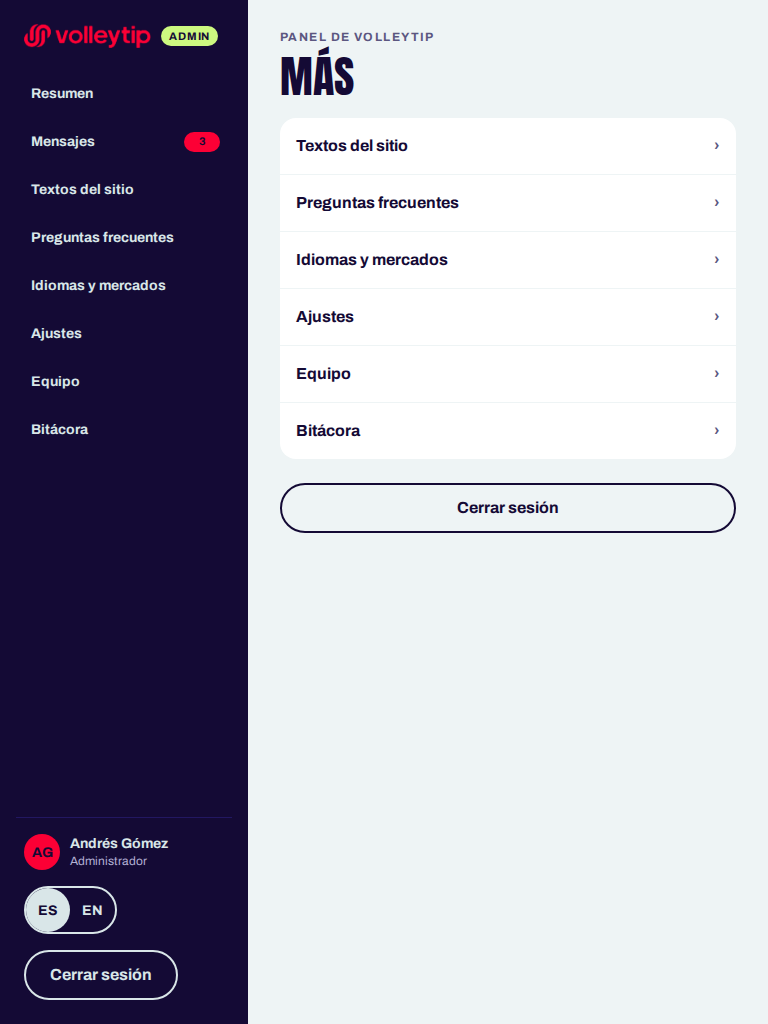 volleytip ADMIN
Resumen
Mensajes 3
Textos del sitio
Preguntas frecuentes
Idiomas y mercados
Ajustes
Equipo
Bitácora
AG
Andrés Gómez
Administrador
ES EN
Cerrar sesión
PANEL DE VOLLEYTIP
MÁS
Textos del sitio ›
Preguntas frecuentes ›
Idiomas y mercados ›
Ajustes ›
Equipo ›
Bitácora ›
Cerrar sesión